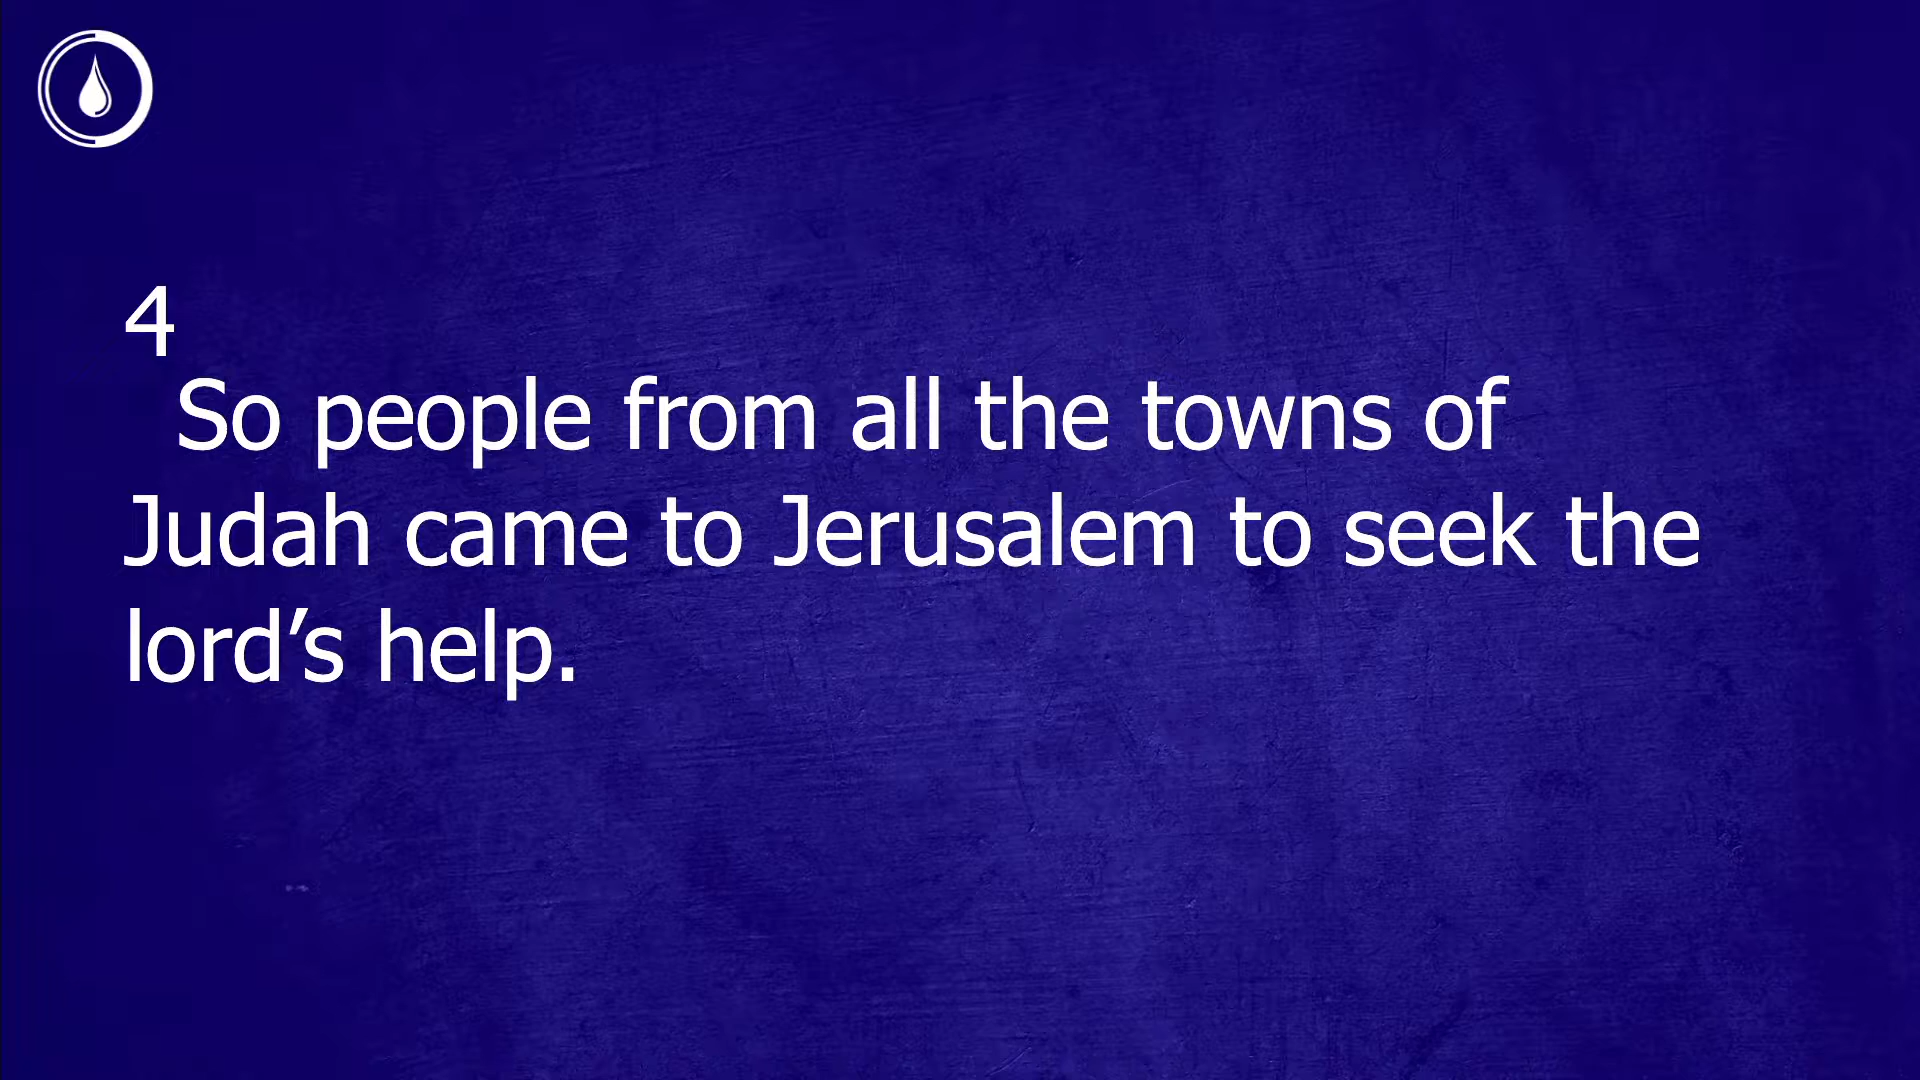 4
So people from all the towns of
Judah came to Jerusalem to seek the
lord’s help.